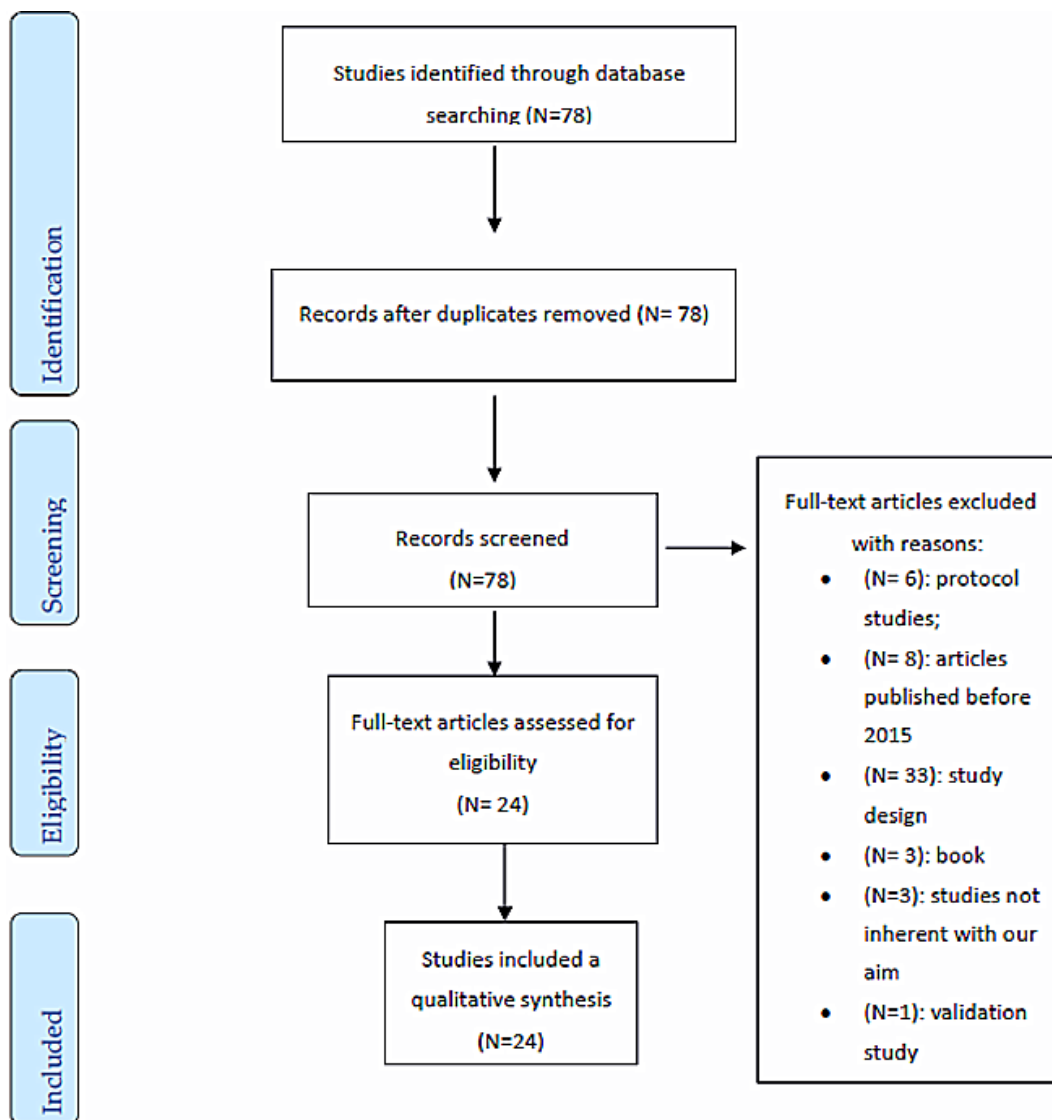 Identification
Studies identified through database
searching (N=78)
Records after duplicates removed (N= 78)
Screening
Records screened
(N=78)
Full-text articles excluded
with reasons:
• (N= 6): protocol
studies;
• (N= 8): articles
published before
2015
• (N= 33): study
design
• (N= 3): book
• (N=3): studies not
inherent with our
aim
• (N=1): validation
study
Eligibility
Full-text articles assessed for
eligibility
(N= 24)
Included
Studies included a
qualitative synthesis
(N=24)